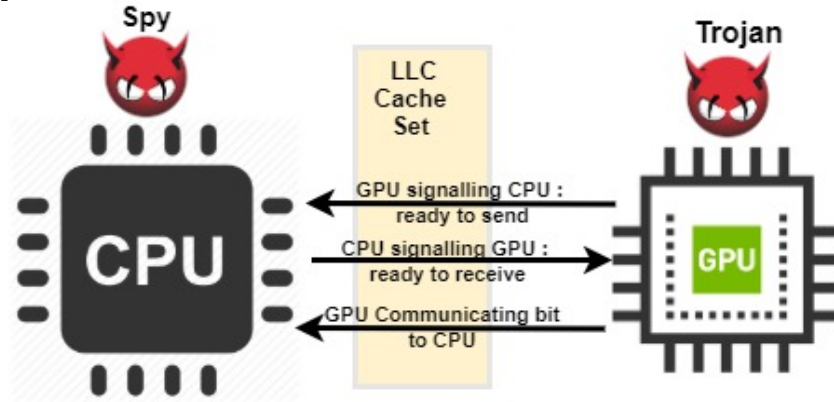 Spy
Trojan
LLC
Cache
Set
GPU signalling CPU :
ready to send
CPU
CPU signalling GPU :
ready to receive
GPU
GPU Communicating bit
to CPU